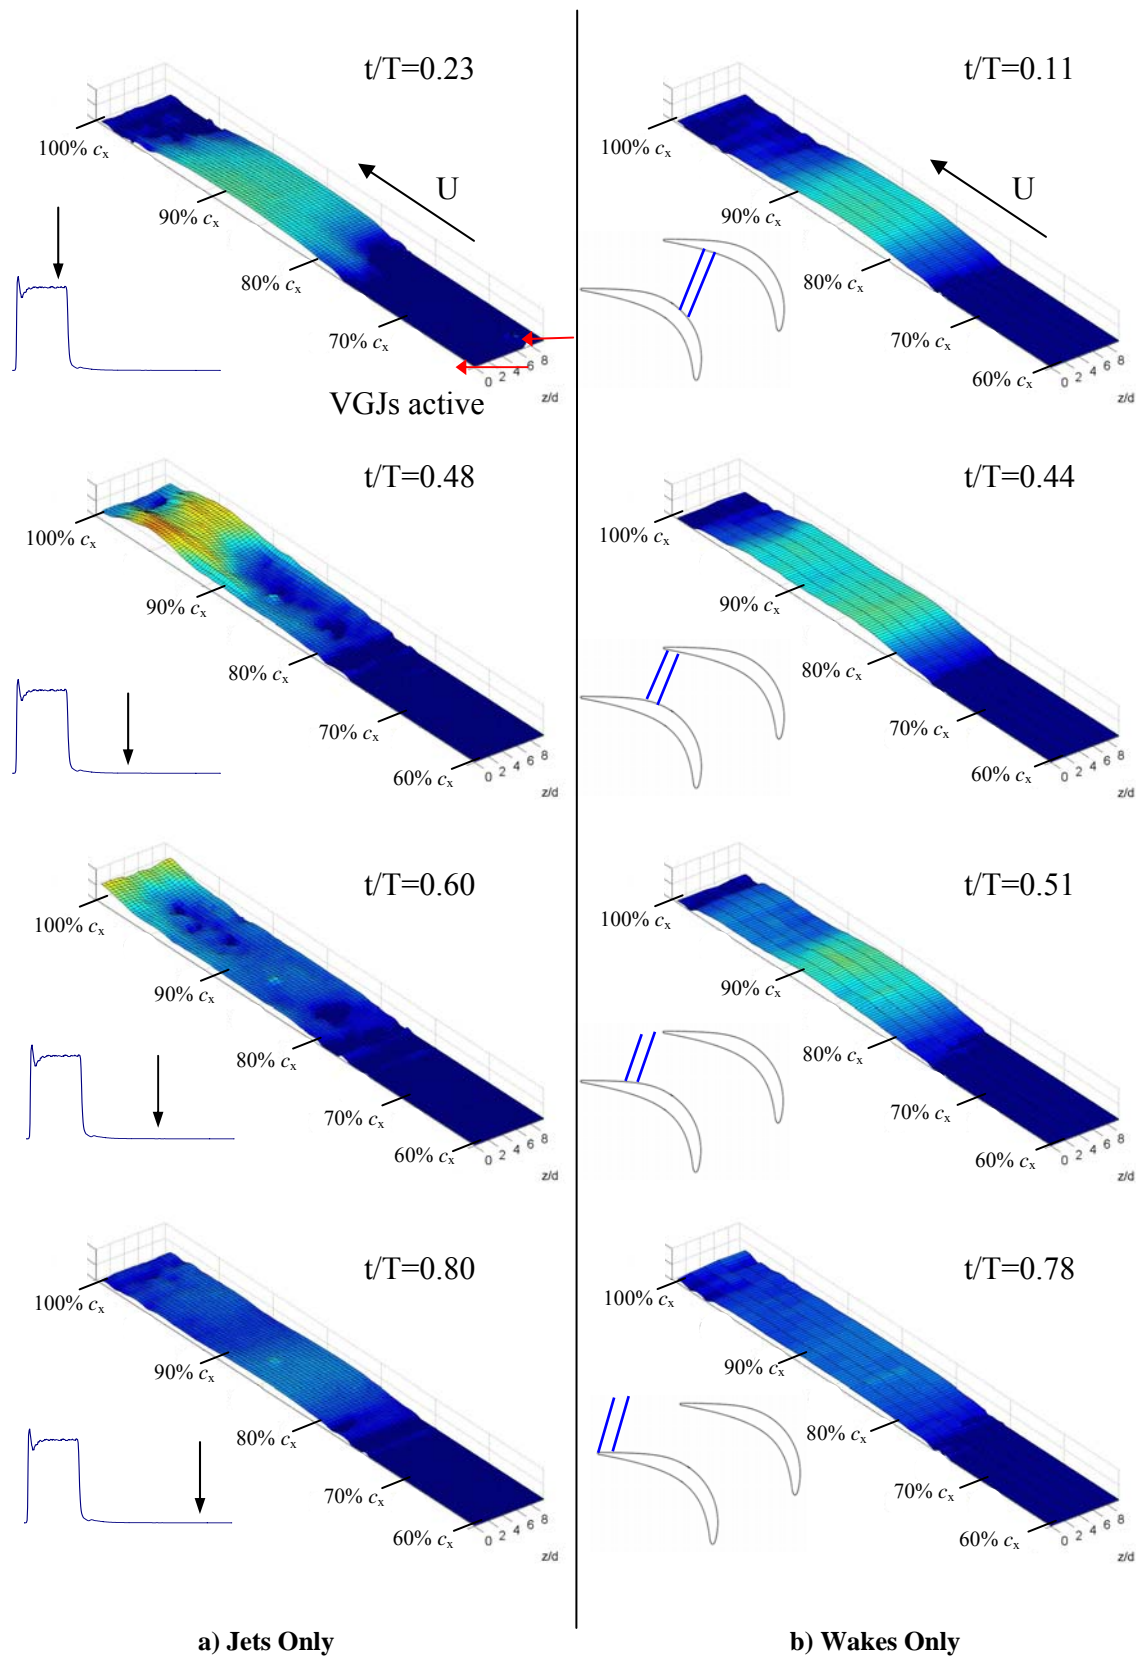 t/T=0.23
100% cx
U
90% cx
80% cx
70% cx
0 2 4 6 8
z/d
VGJs active
t/T=0.48
100% cx
90% cx
80% cx
70% cx
60% cx
0 2 4 6 8
z/d
t/T=0.60
100% cx
90% cx
80% cx
70% cx
60% cx
0 2 4 6 8
z/d
t/T=0.80
100% cx
90% cx
80% cx
70% cx
60% cx
0 2 4 6 8
z/d
a) Jets Only
t/T=0.11
100% cx
U
90% cx
80% cx
70% cx
60% cx
0 2 4 6 8
z/d
t/T=0.44
100% cx
90% cx
80% cx
70% cx
60% cx
0 2 4 6 8
z/d
t/T=0.51
100% cx
90% cx
80% cx
70% cx
60% cx
0 2 4 6 8
z/d
t/T=0.78
100% cx
90% cx
80% cx
70% cx
60% cx
0 2 4 6 8
z/d
b) Wakes Only